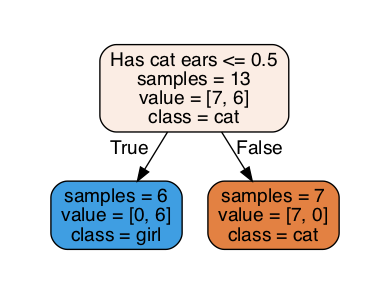 Has cat ears <= 0.5
samples = 13
value = [7, 6]
class = cat
True
False
samples = 6
value = [0, 6]
class = girl
samples = 7
value = [7, 0]
class = cat